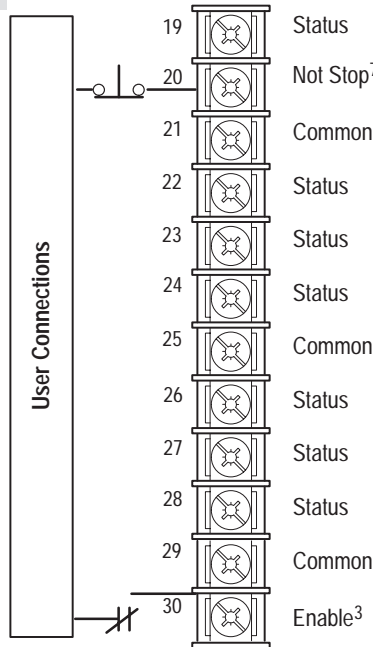 User Connections
19 Status
20 Not Stop
21 Common
22 Status
23 Status
24 Status
25 Common
26 Status
27 Status
28 Status
29 Common
30 Enable3